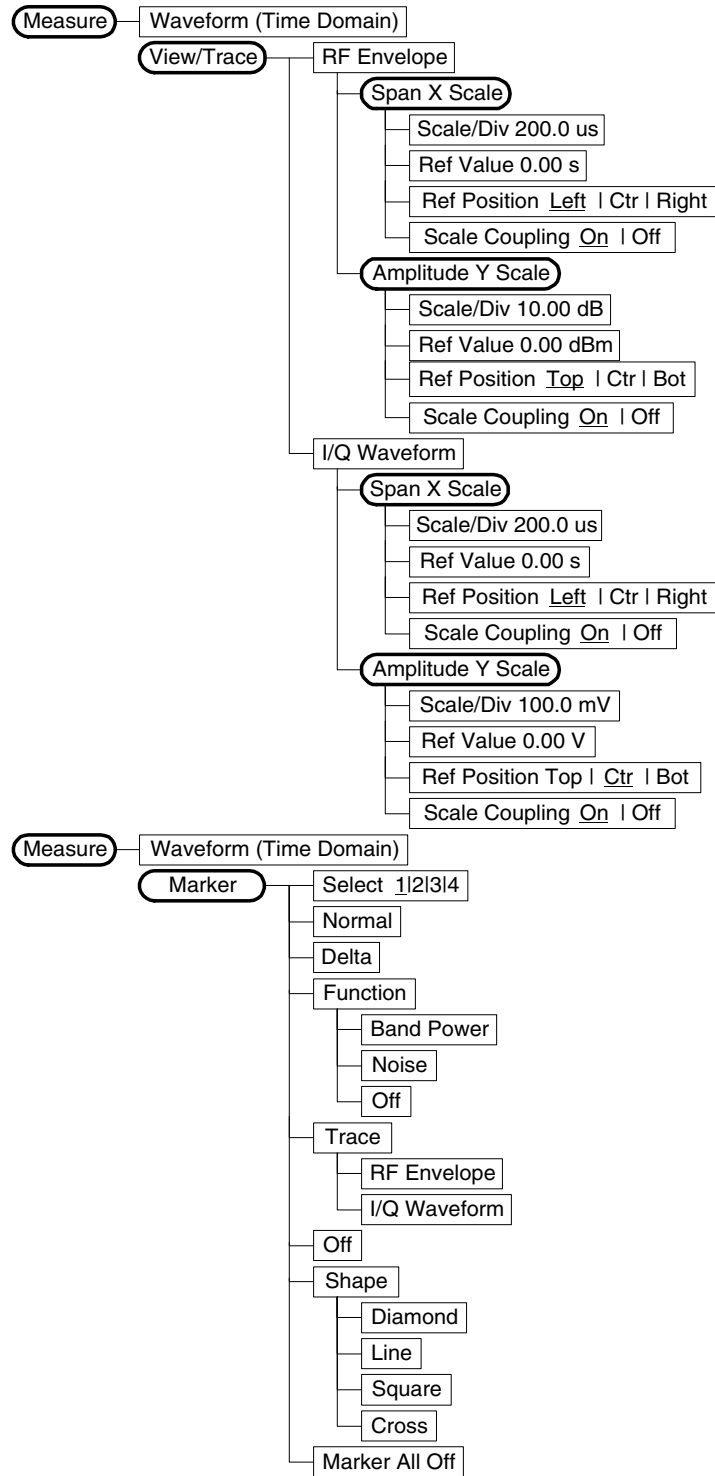 Measure Waveform (Time Domain)
View/Trace RF Envelope
Span X Scale
Scale/Div 200.0 us
Ref Value 0.00 s
Ref Position Left | Ctr | Right
Scale Coupling On | Off
Amplitude Y Scale
Scale/Div 10.00 dB
Ref Value 0.00 dBm
Ref Position Top | Ctr | Bot
Scale Coupling On | Off
I/Q Waveform
Span X Scale
Scale/Div 200.0 us
Ref Value 0.00 s
Ref Position Left | Ctr | Right
Scale Coupling On | Off
Amplitude Y Scale
Scale/Div 100.0 mV
Ref Value 0.00 V
Ref Position Top | Ctr | Bot
Scale Coupling On | Off
Measure Waveform (Time Domain)
Marker Select 1|2|3|4
Normal
Delta
Function
Band Power
Noise
Off
Trace
RF Envelope
I/Q Waveform
Off
Shape
Diamond
Line
Square
Cross
Marker All Off